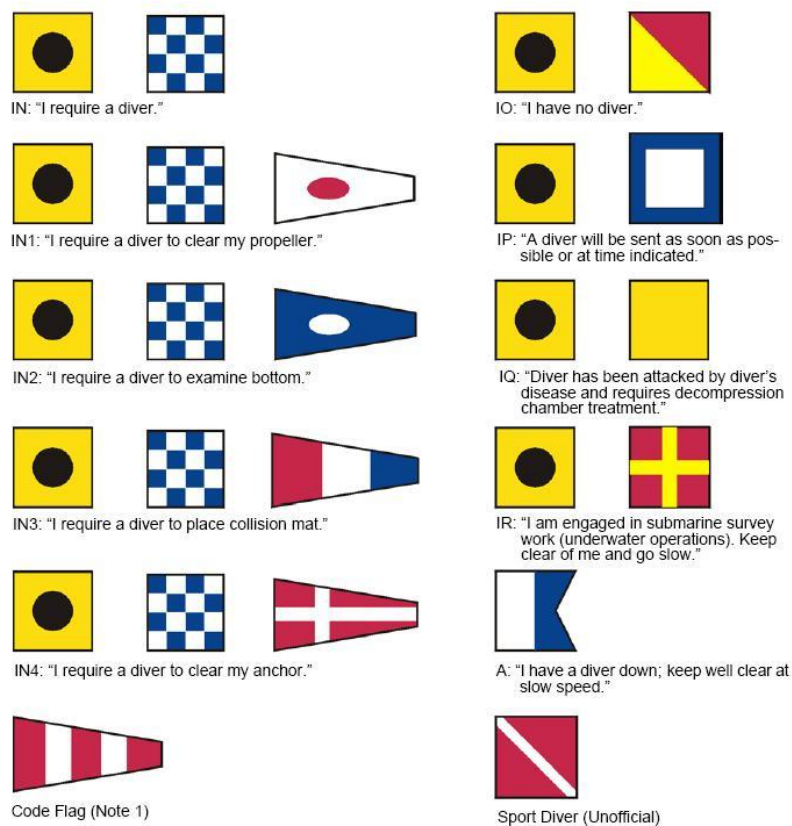 IN: “I require a diver.”
IN1: “I require a diver to clear my propeller.”
IN2: “I require a diver to examine bottom.”
IN3: “I require a diver to place collision mat.”
IN4: “I require a diver to clear my anchor.”
Code Flag (Note 1)
IO: “I have no diver.”
IP: “A diver will be sent as soon as pos-
sible or at time indicated.”
IQ: “Diver has been attacked by diver’s
disease and requires decompression
chamber treatment.”
IR: “I am engaged in submarine survey
work (underwater operations). Keep
clear of me and go slow.”
A: “I have a diver down; keep well clear at
slow speed.”
Sport Diver (Unofficial)